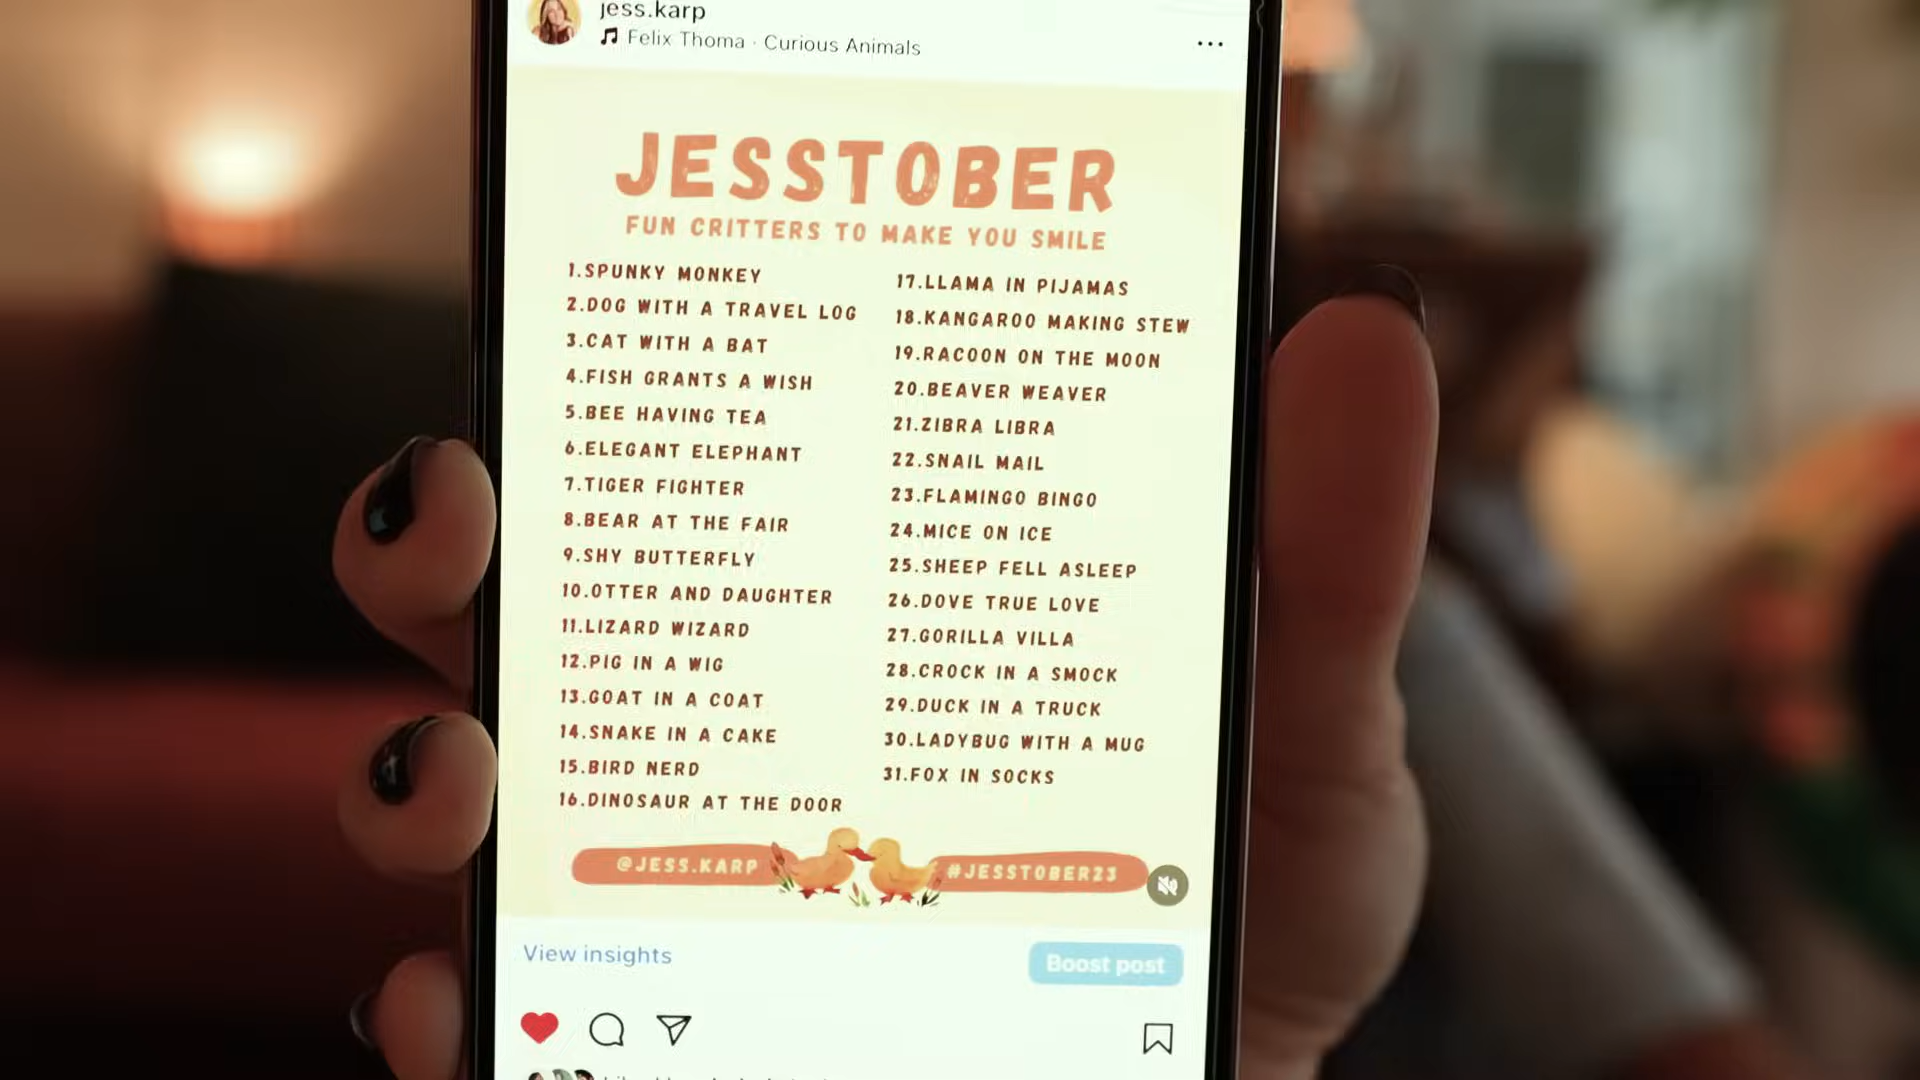 jess.karp
Felix Thoma · Curious Animals
JESSTOBER
FUN CRITTERS TO MAKE YOU SMILE
1.SPUNKY MONKEY
2.DOG WITH A TRAVEL LOG
3.CAT WITH A BAT
4.FISH GRANTS A WISH
5.BEE HAVING TEA
6.ELEGANT ELEPHANT
7.TIGER FIGHTER
8.BEAR AT THE FAIR
9.SHY BUTTERFLY
10.OTTER AND DAUGHTER
11.LIZARD WIZARD
12.PIG IN A WIG
13.GOAT IN A COAT
14.SNAKE IN A CAKE
15.BIRD NERD
16.DINOSAUR AT THE DOOR
17.LLAMA IN PIJAMAS
18.KANGAROO MAKING STEW
19.RACOON ON THE MOON
20.BEAVER WEAVER
21.ZIBRA LIBRA
22.SNAIL MAIL
23.FLAMINGO BINGO
24.MICE ON ICE
25.SHEEP FELL ASLEEP
26.DOVE TRUE LOVE
27.GORILLA VILLA
28.CROCK IN A SMOCK
29.DUCK IN A TRUCK
30.LADYBUG WITH A MUG
31.FOX IN SOCKS
@JESS.KARP
#JESSTOBER23
View insights
Boost post